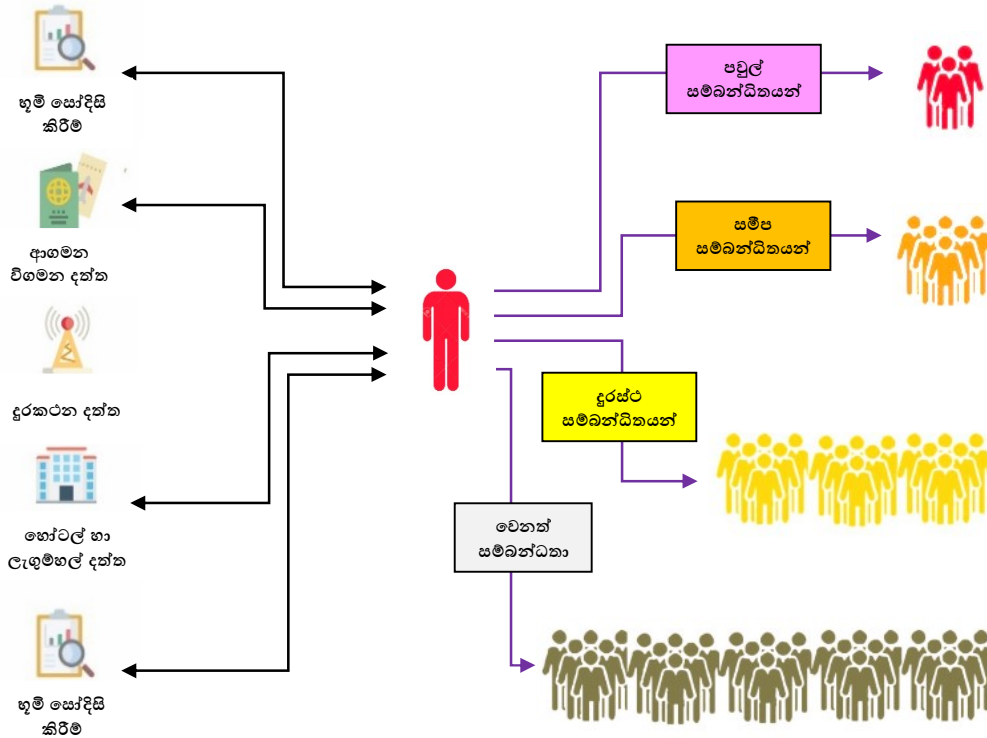 භූමි සෝදිසි
කිරීම්
ආගමන
විගමන දත්ත
දුරකථන දත්ත
හෝටල් හා
ලැගුම්හල් දත්ත
භූමි සෝදිසි
කිරීම්
පවුල්
සම්බන්ධිතයන්
සමීප
සම්බන්ධිතයන්
දුරස්ථ
සම්බන්ධිතයන්
වෙනත්
සම්බන්ධතා